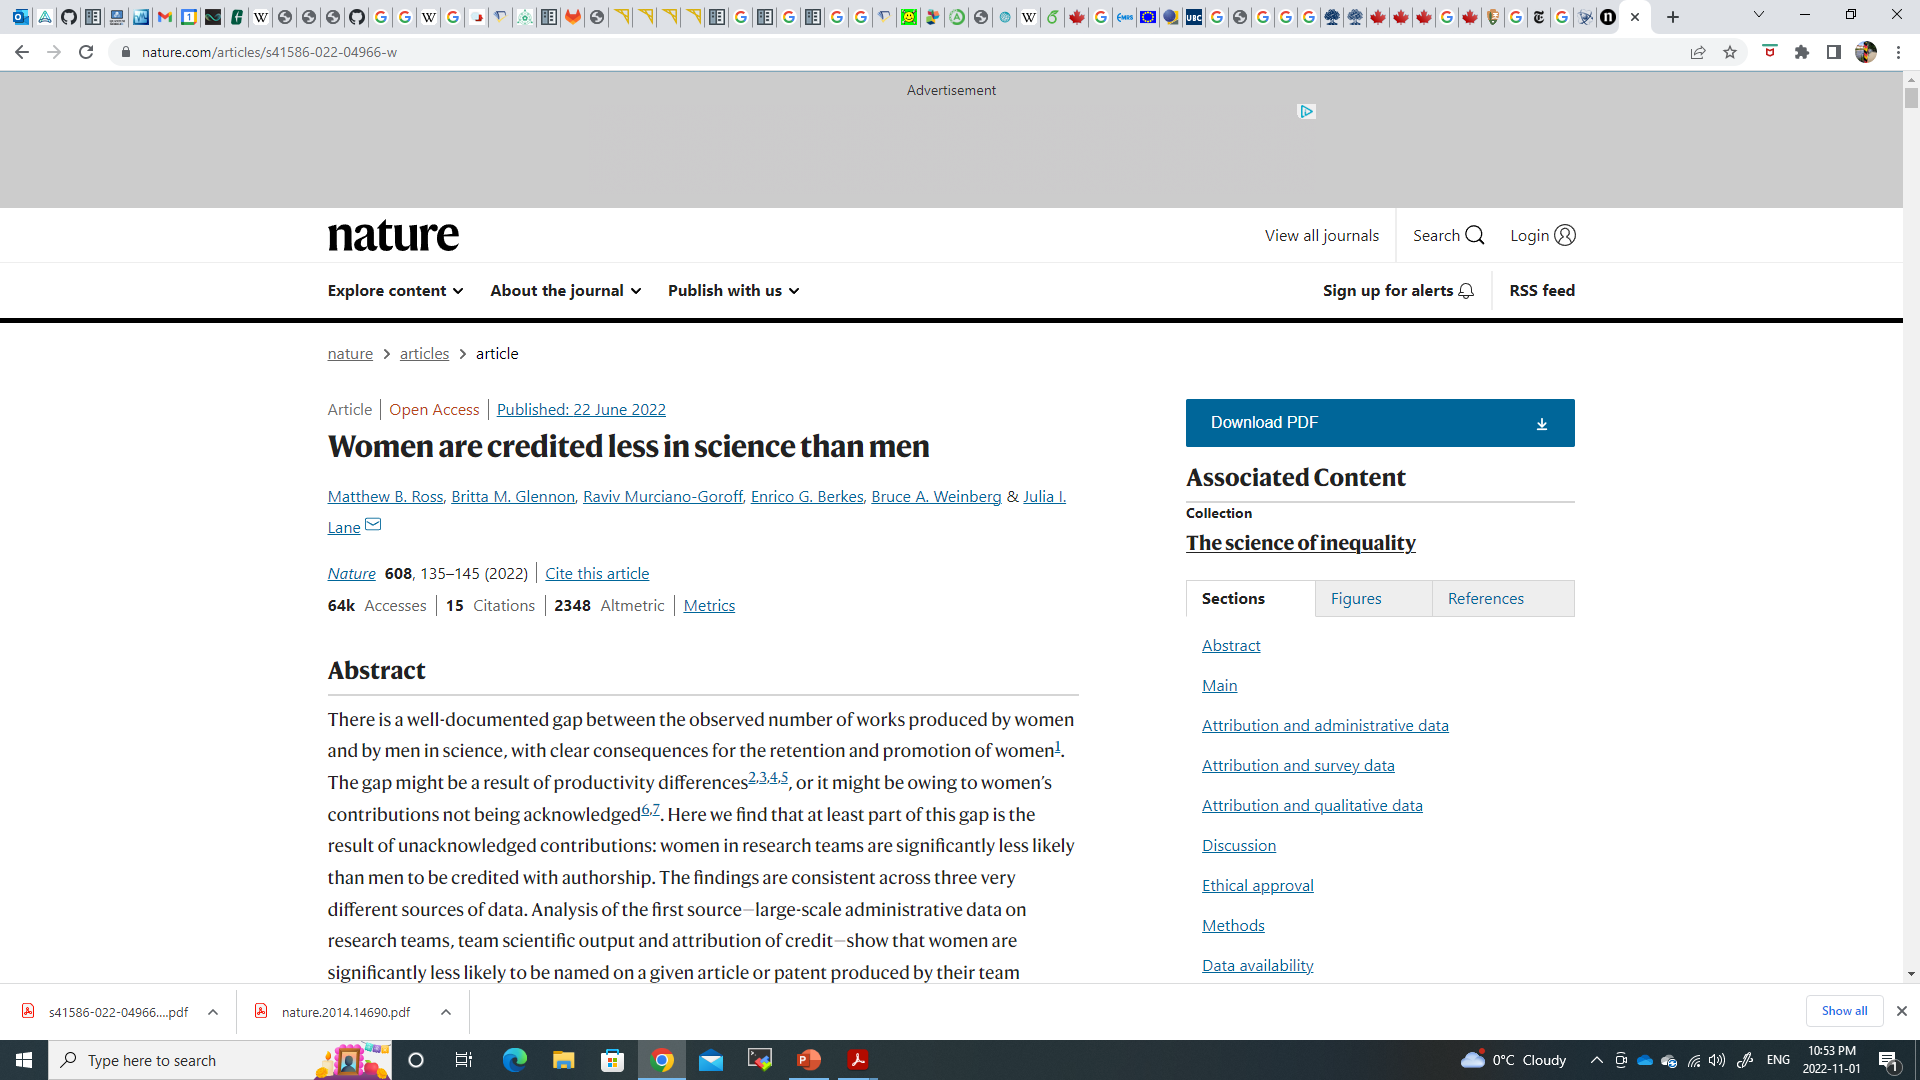 nature.com/articles/s41586-022-04966-w
Advertisement
nature
View all journals
Search
Login
Explore content
About the journal
Publish with us
Sign up for alerts
RSS feed
nature > articles > article
Article | Open Access | Published: 22 June 2022
Women are credited less in science than men
Matthew B. Ross, Britta M. Glennon, Raviv Murciano-Goroff, Enrico G. Berkes, Bruce A. Weinberg & Julia I.
Lane
Nature 608, 135–145 (2022) | Cite this article
64k Accesses | 15 Citations | 2348 Altmetric | Metrics
Abstract
There is a well-documented gap between the observed number of works produced by women
and by men in science, with clear consequences for the retention and promotion of women1.
The gap might be a result of productivity differences2,3,4,5, or it might be owing to women’s
contributions not being acknowledged6,7. Here we find that at least part of this gap is the
result of unacknowledged contributions: women in research teams are significantly less likely
than men to be credited with authorship. The findings are consistent across three very
different sources of data. Analysis of the first source—large-scale administrative data on
research teams, team scientific output and attribution of credit—show that women are
significantly less likely to be named on a given article or patent produced by their team
Download PDF
Associated Content
Collection
The science of inequality
Sections
Figures
References
Abstract
Main
Attribution and administrative data
Attribution and survey data
Attribution and qualitative data
Discussion
Ethical approval
Methods
Data availability
s41586-022-04966....pdf
nature.2014.14690.pdf
Show all
Type here to search
0°C Cloudy
ENG
10:53 PM
2022-11-01
1